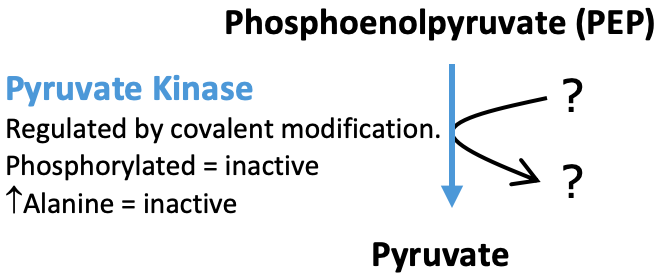 Phosphoenolpyruvate (PEP)
Pyruvate Kinase
Regulated by covalent modification.
Phosphorylated = inactive
↑Alanine = inactive
?
?
Pyruvate